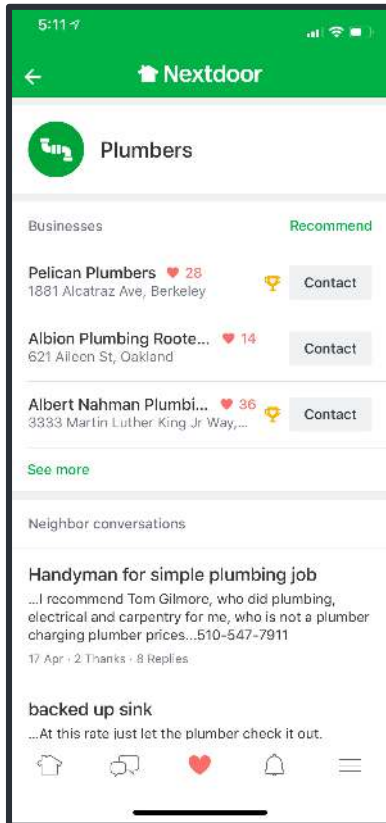 5:11
Nextdoor
Plumbers
Businesses
Recommend
Pelican Plumbers 28
1881 Alcatraz Ave, Berkeley
Contact
Albion Plumbing Roote... 14
621 Aileen St, Oakland
Contact
Albert Nahman Plumbi... 36
3333 Martin Luther King Jr Way,...
Contact
See more
Neighbor conversations
Handyman for simple plumbing job
...I recommend Tom Gilmore, who did plumbing,
electrical and carpentry for me, who is not a plumber
charging plumber prices...510-547-7911
17 Apr · 2 Thanks · 8 Replies
backed up sink
...At this rate just let the plumber check it out.